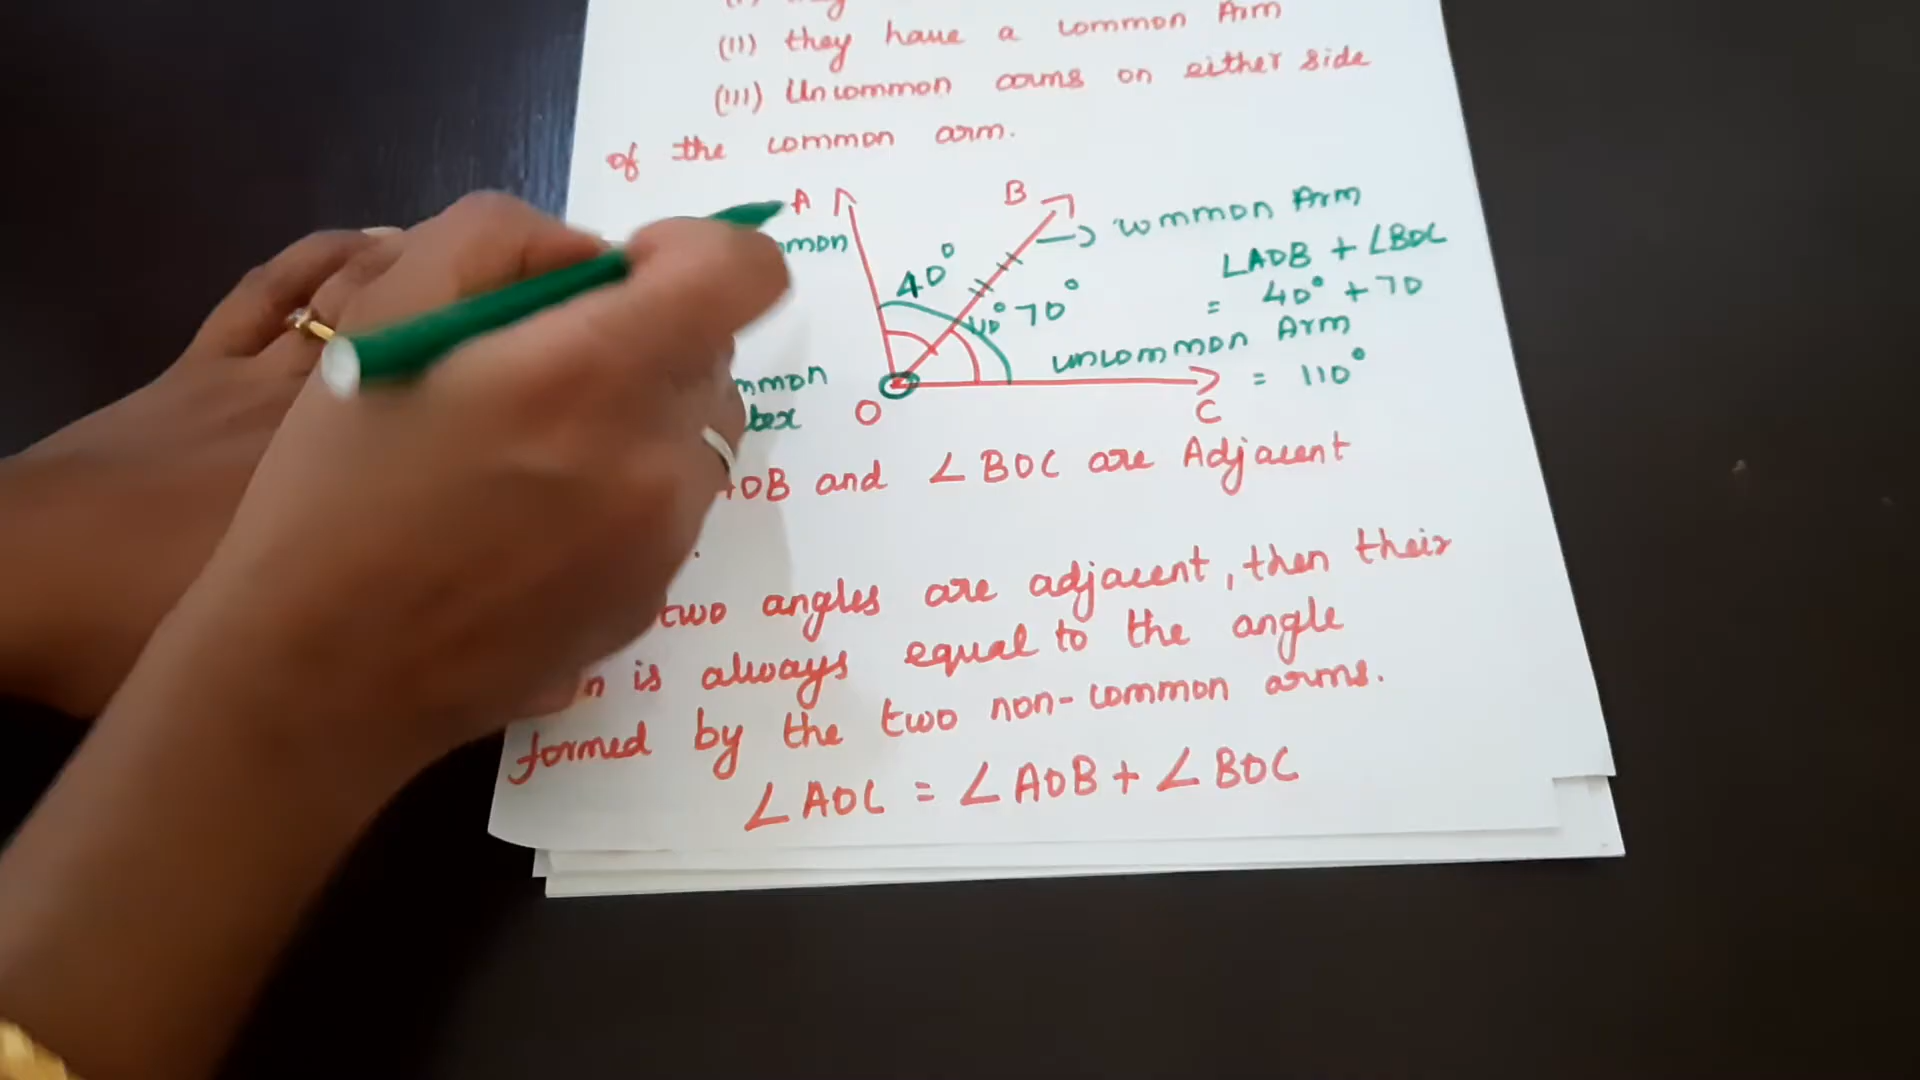 (ii) they have a common Arm
(iii) Uncommon arms on either side
of the common arm.
A
B
common Arm
40°
70°
110°
∠AOB + ∠BOC
= 40° + 70
uncommon Arm
= 110°
O
C
and ∠BOC are Adjacent
two angles are adjacent, then their
is always equal to the angle
formed by the two non-common arms.
∠AOC = ∠AOB + ∠BOC